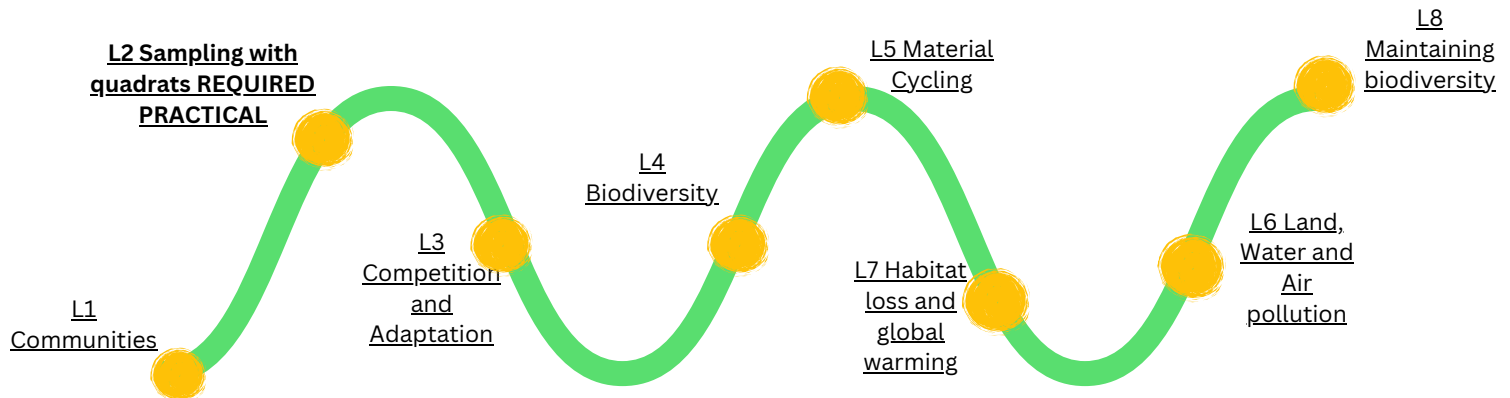 L1
Communities
L2 Sampling with
quadrats REQUIRED
PRACTICAL
L3
Competition
and
Adaptation
L4
Biodiversity
L5 Material
Cycling
L7 Habitat
loss and
global
warming
L6 Land,
Water and
Air
pollution
L8
Maintaining
biodiversity